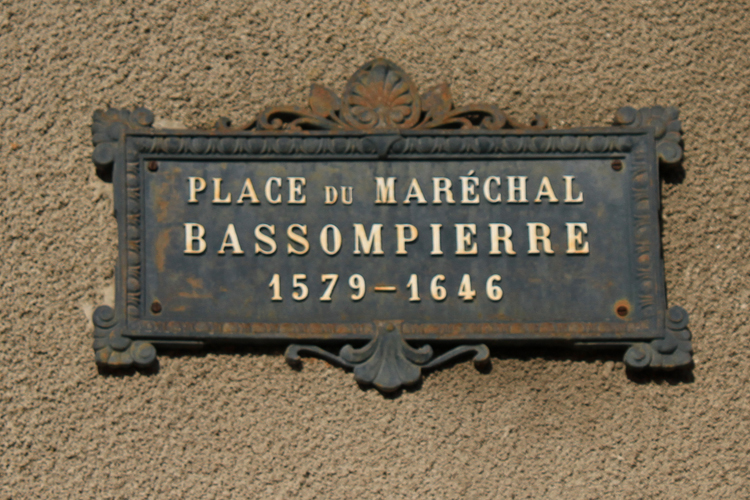 PLACE DU MARÉCHAL
BASSOMPIERRE
1579-1646